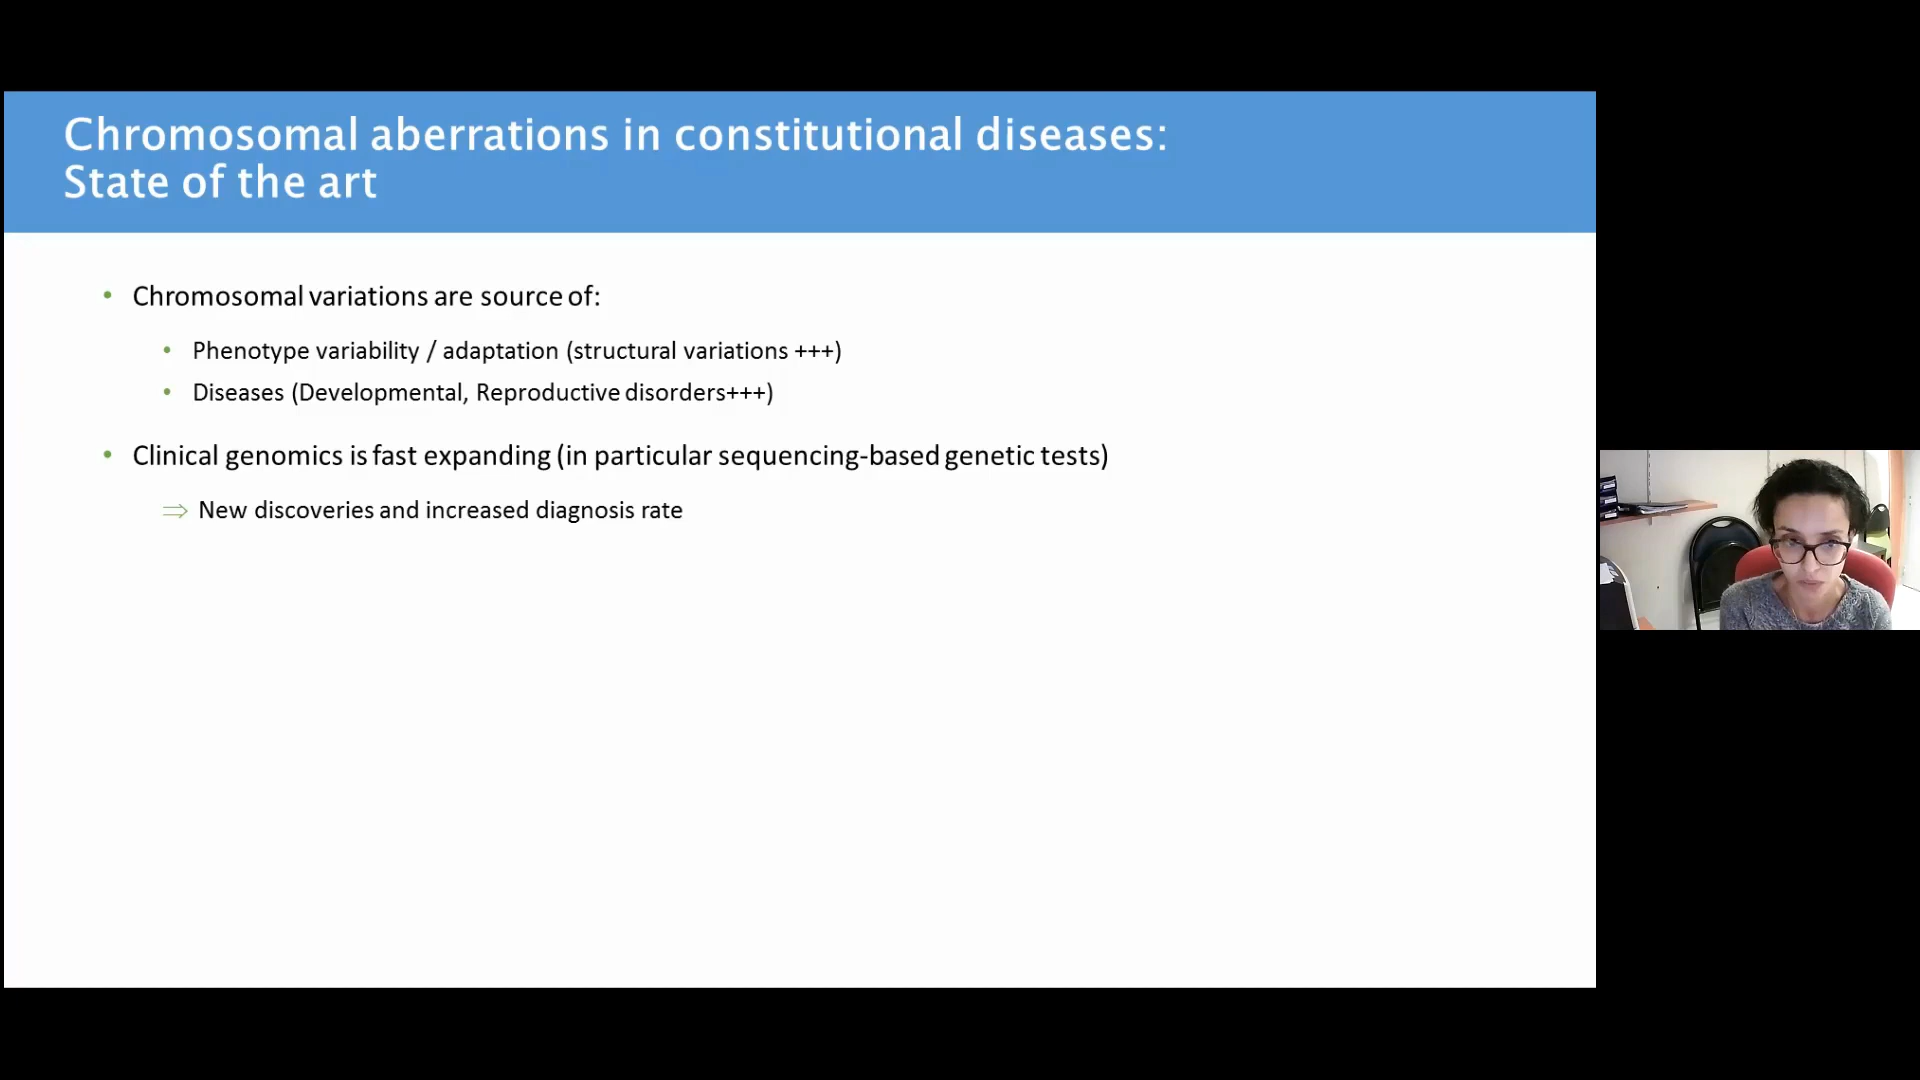 Chromosomal aberrations in constitutional diseases:
State of the art
• Chromosomal variations are source of:
• Phenotype variability / adaptation (structural variations +++)
• Diseases (Developmental, Reproductive disorders+++)
• Clinical genomics is fast expanding (in particular sequencing-based genetic tests)
⇒ New discoveries and increased diagnosis rate